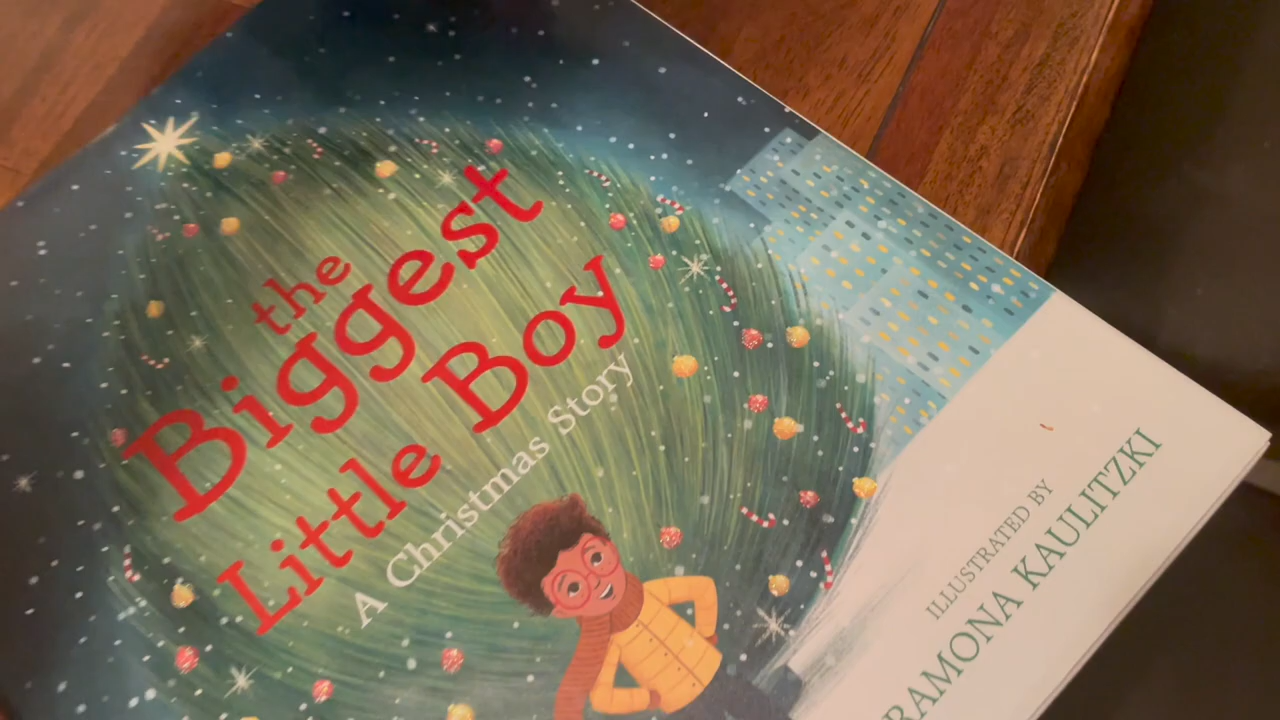 the
Biggest
Little Boy
A Christmas Story
ILLUSTRATED BY
RAMONA KAULITZKI